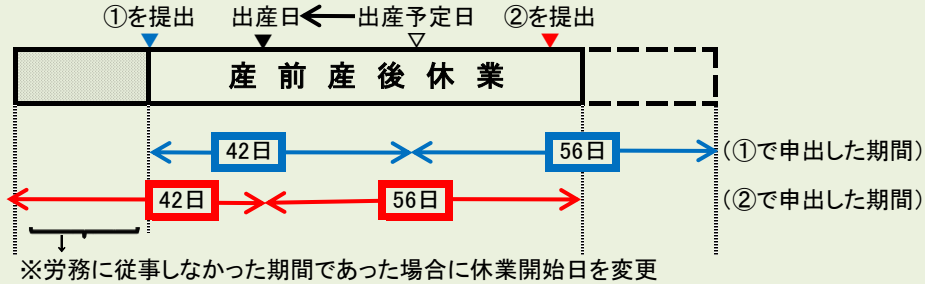 ①を提出 出産日 出産予定日 ②を提出
産前産後休業
42日 56日 (①で申出した期間)
42日 56日 (②で申出した期間)
※労務に従事しなかった期間であった場合に休業開始日を変更